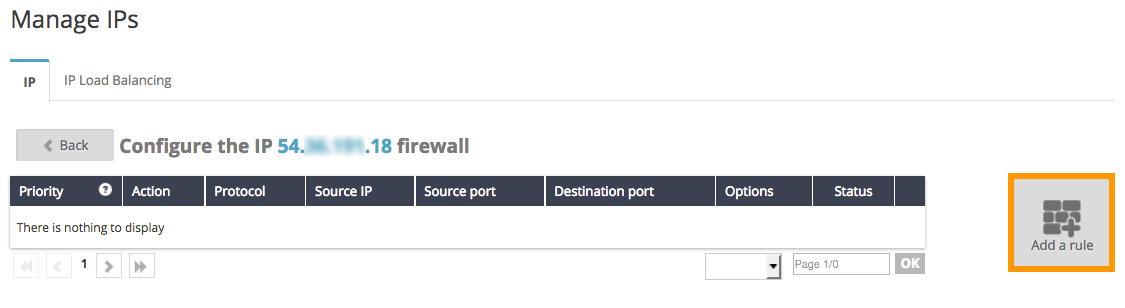 Manage IPs
IP IP Load Balancing
Back Configure the IP 54. .18 firewall
Priority ? Action Protocol Source IP Source port Destination port Options Status
There is nothing to display
Add a rule
1 Page 1/0 OK